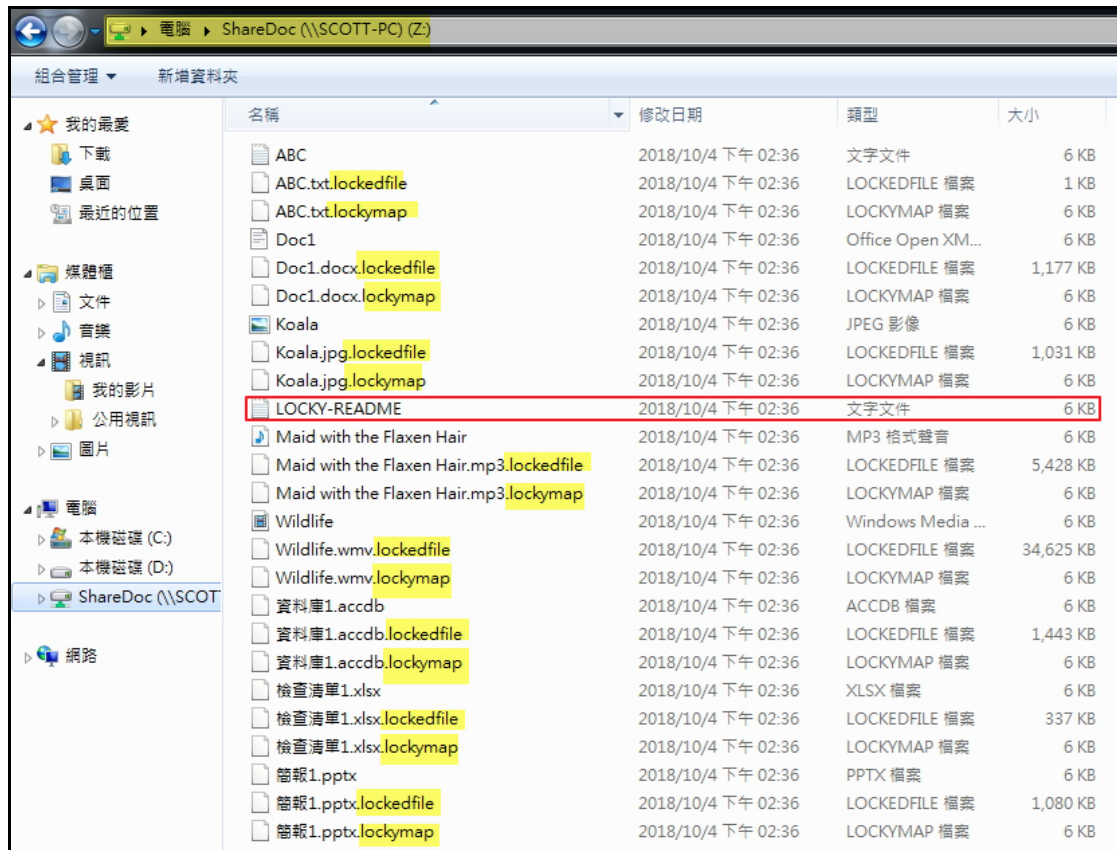 電腦 ▸ ShareDoc (\\SCOTT-PC) (Z:)
組合管理 新增資料夾
我的最愛
下載
桌面
最近的位置
媒體櫃
文件
音樂
視訊
我的影片
公用視訊
圖片
電腦
本機磁碟 (C:)
本機磁碟 (D:)
ShareDoc (\\SCOT
網路
名稱 修改日期 類型 大小
ABC 2018/10/4 下午 02:36 文字文件 6 KB
ABC.txt.lockedfile 2018/10/4 下午 02:36 LOCKEDFILE 檔案 1 KB
ABC.txt.lockymap 2018/10/4 下午 02:36 LOCKYMAP 檔案 6 KB
Doc1 2018/10/4 下午 02:36 Office Open XM... 6 KB
Doc1.docx.lockedfile 2018/10/4 下午 02:36 LOCKEDFILE 檔案 1,177 KB
Doc1.docx.lockymap 2018/10/4 下午 02:36 LOCKYMAP 檔案 6 KB
Koala 2018/10/4 下午 02:36 JPEG 影像 6 KB
Koala.jpg.lockedfile 2018/10/4 下午 02:36 LOCKEDFILE 檔案 1,031 KB
Koala.jpg.lockymap 2018/10/4 下午 02:36 LOCKYMAP 檔案 6 KB
LOCKY-README 2018/10/4 下午 02:36 文字文件 6 KB
Maid with the Flaxen Hair 2018/10/4 下午 02:36 MP3 格式聲音 6 KB
Maid with the Flaxen Hair.mp3.lockedfile 2018/10/4 下午 02:36 LOCKEDFILE 檔案 5,428 KB
Maid with the Flaxen Hair.mp3.lockymap 2018/10/4 下午 02:36 LOCKYMAP 檔案 6 KB
Wildlife 2018/10/4 下午 02:36 Windows Media ... 6 KB
Wildlife.wmv.lockedfile 2018/10/4 下午 02:36 LOCKEDFILE 檔案 34,625 KB
Wildlife.wmv.lockymap 2018/10/4 下午 02:36 LOCKYMAP 檔案 6 KB
資料庫1.accdb 2018/10/4 下午 02:36 ACCDB 檔案 6 KB
資料庫1.accdb.lockedfile 2018/10/4 下午 02:36 LOCKEDFILE 檔案 1,443 KB
資料庫1.accdb.lockymap 2018/10/4 下午 02:36 LOCKYMAP 檔案 6 KB
檢查清單1.xlsx 2018/10/4 下午 02:36 XLSX 檔案 6 KB
檢查清單1.xlsx.lockedfile 2018/10/4 下午 02:36 LOCKEDFILE 檔案 337 KB
檢查清單1.xlsx.lockymap 2018/10/4 下午 02:36 LOCKYMAP 檔案 6 KB
簡報1.pptx 2018/10/4 下午 02:36 PPTX 檔案 6 KB
簡報1.pptx.lockedfile 2018/10/4 下午 02:36 LOCKEDFILE 檔案 1,080 KB
簡報1.pptx.lockymap 2018/10/4 下午 02:36 LOCKYMAP 檔案 6 KB